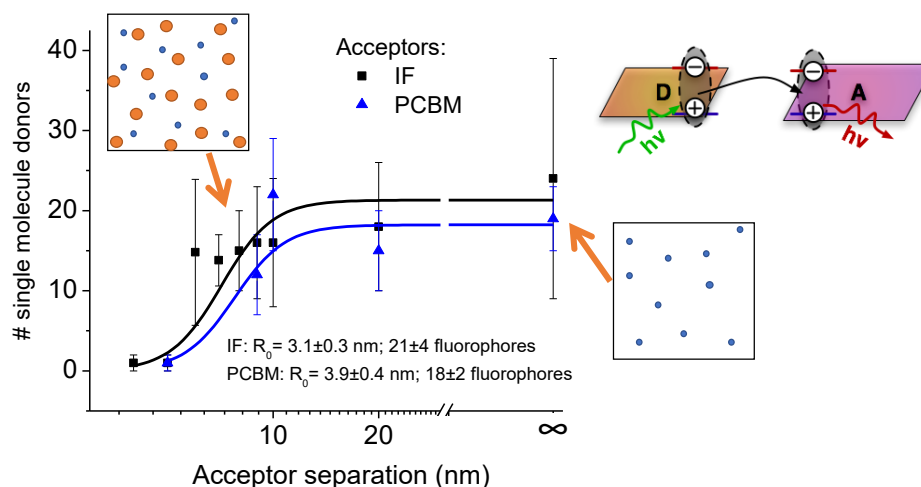 # single molecule donors
40
30
20
10
0
Acceptors:
IF
PCBM
IF: R0= 3.1±0.3 nm; 21±4 fluorophores
PCBM: R0= 3.9±0.4 nm; 18±2 fluorophores
10
20
∞
Acceptor separation (nm)
D
A
hν
hν